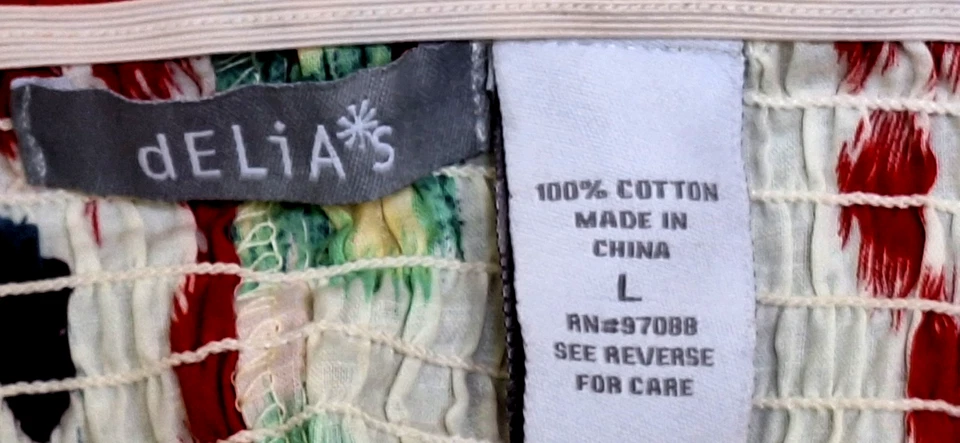 dELiA*s
100% COTTON
MADE IN
CHINA
L
RN#97088
SEE REVERSE
FOR CARE